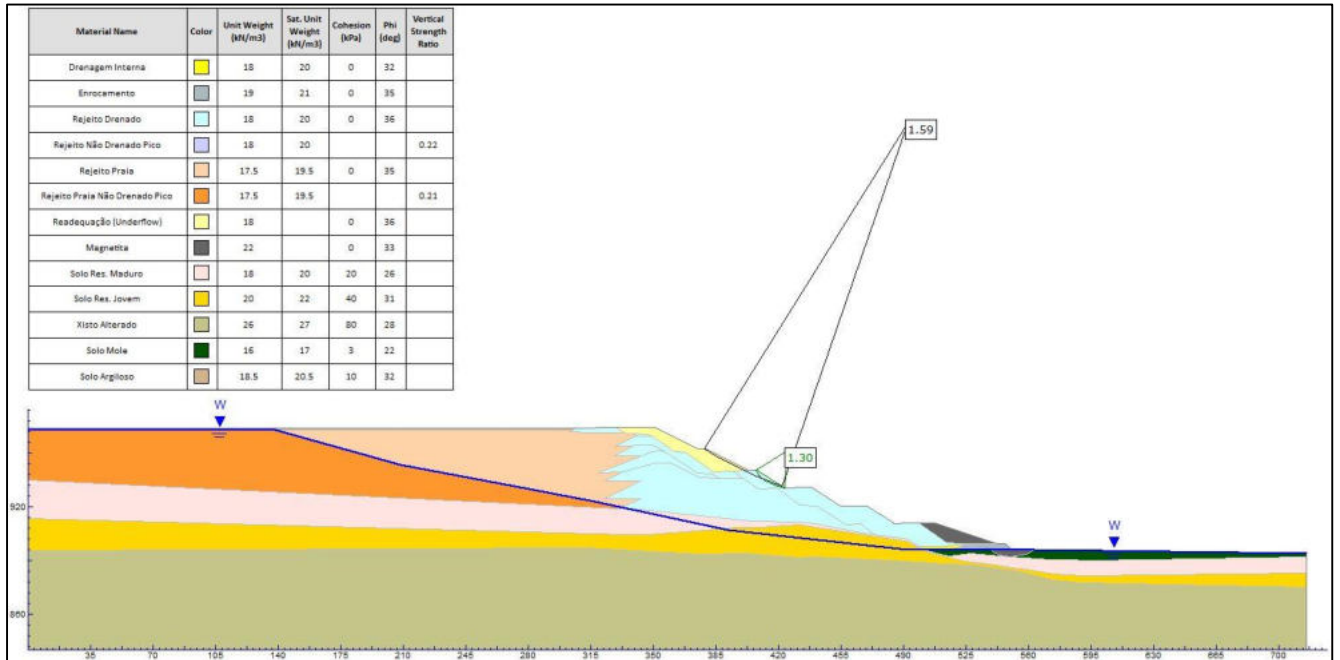 Material Name Color Unit Weight (kN/m3) Sat. Unit Weight (kN/m3) Cohesion (kPa) Phi (deg) Vertical Strength Ratio
Drenagem Interna 18 20 0 32
Enrocamento 19 21 0 35
Rejeito Drenado 18 20 0 36
Rejeito Não Drenado Pico 18 20 0.22
Rejeito Praia 17.5 19.5 0 35
Rejeito Praia Não Drenado Pico 17.5 19.5 0.21
Readequação (Underflow) 18 0 36
Magnetita 22 0 33
Solo Res. Maduro 18 20 20 26
Solo Res. Jovem 20 22 40 31
Xisto Alterado 26 27 80 28
Solo Mole 16 17 3 22
Solo Argiloso 18.5 20.5 10 32
1.59
W
1.30
920
W
860
35 70 105 140 175 210 245 280 315 350 385 420 455 490 525 560 595 630 665 700